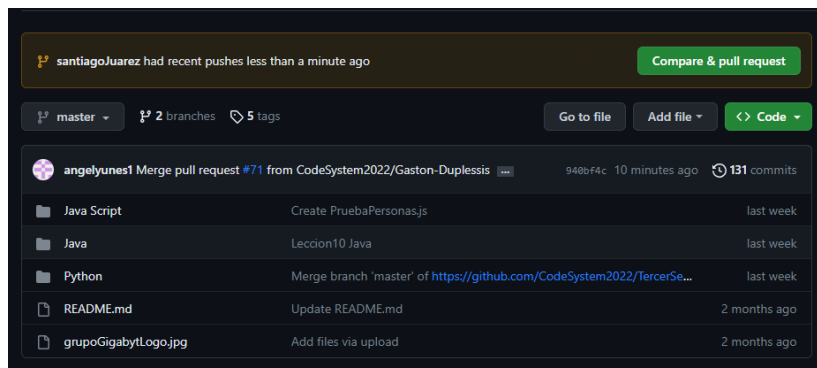 santiagoJuarez had recent pushes less than a minute ago Compare & pull request
master 2 branches 5 tags Go to file Add file Code
angelyunes1 Merge pull request #71 from CodeSystem2022/Gaston-Duplessis ... 940bf4c 10 minutes ago 131 commits
Java Script Create PruebaPersonas.js last week
Java Leccion10 Java last week
Python Merge branch 'master' of https://github.com/CodeSystem2022/TercerSe... last week
README.md Update README.md 2 months ago
grupoGigabytLogo.jpg Add files via upload 2 months ago